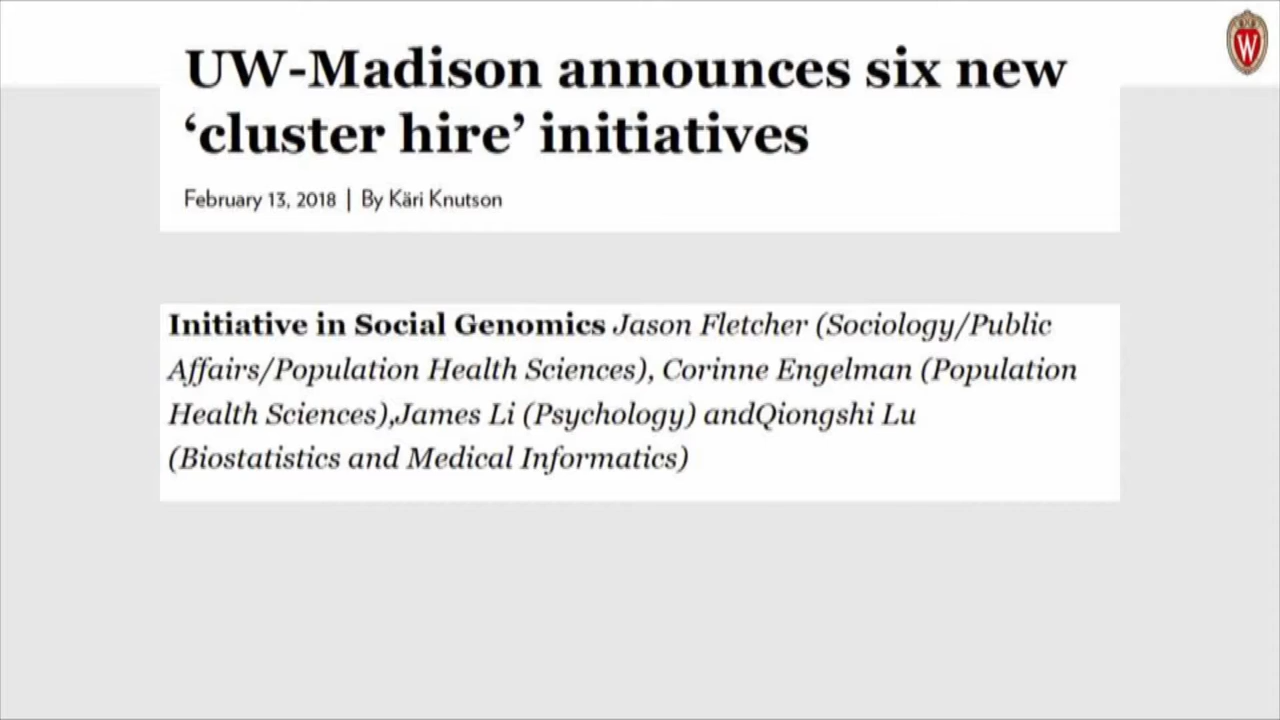 UW-Madison announces six new
‘cluster hire’ initiatives
February 13, 2018 | By Käri Knutson
W
Initiative in Social Genomics Jason Fletcher (Sociology/Public
Affairs/Population Health Sciences), Corinne Engelman (Population
Health Sciences),James Li (Psychology) andQiongshi Lu
(Biostatistics and Medical Informatics)